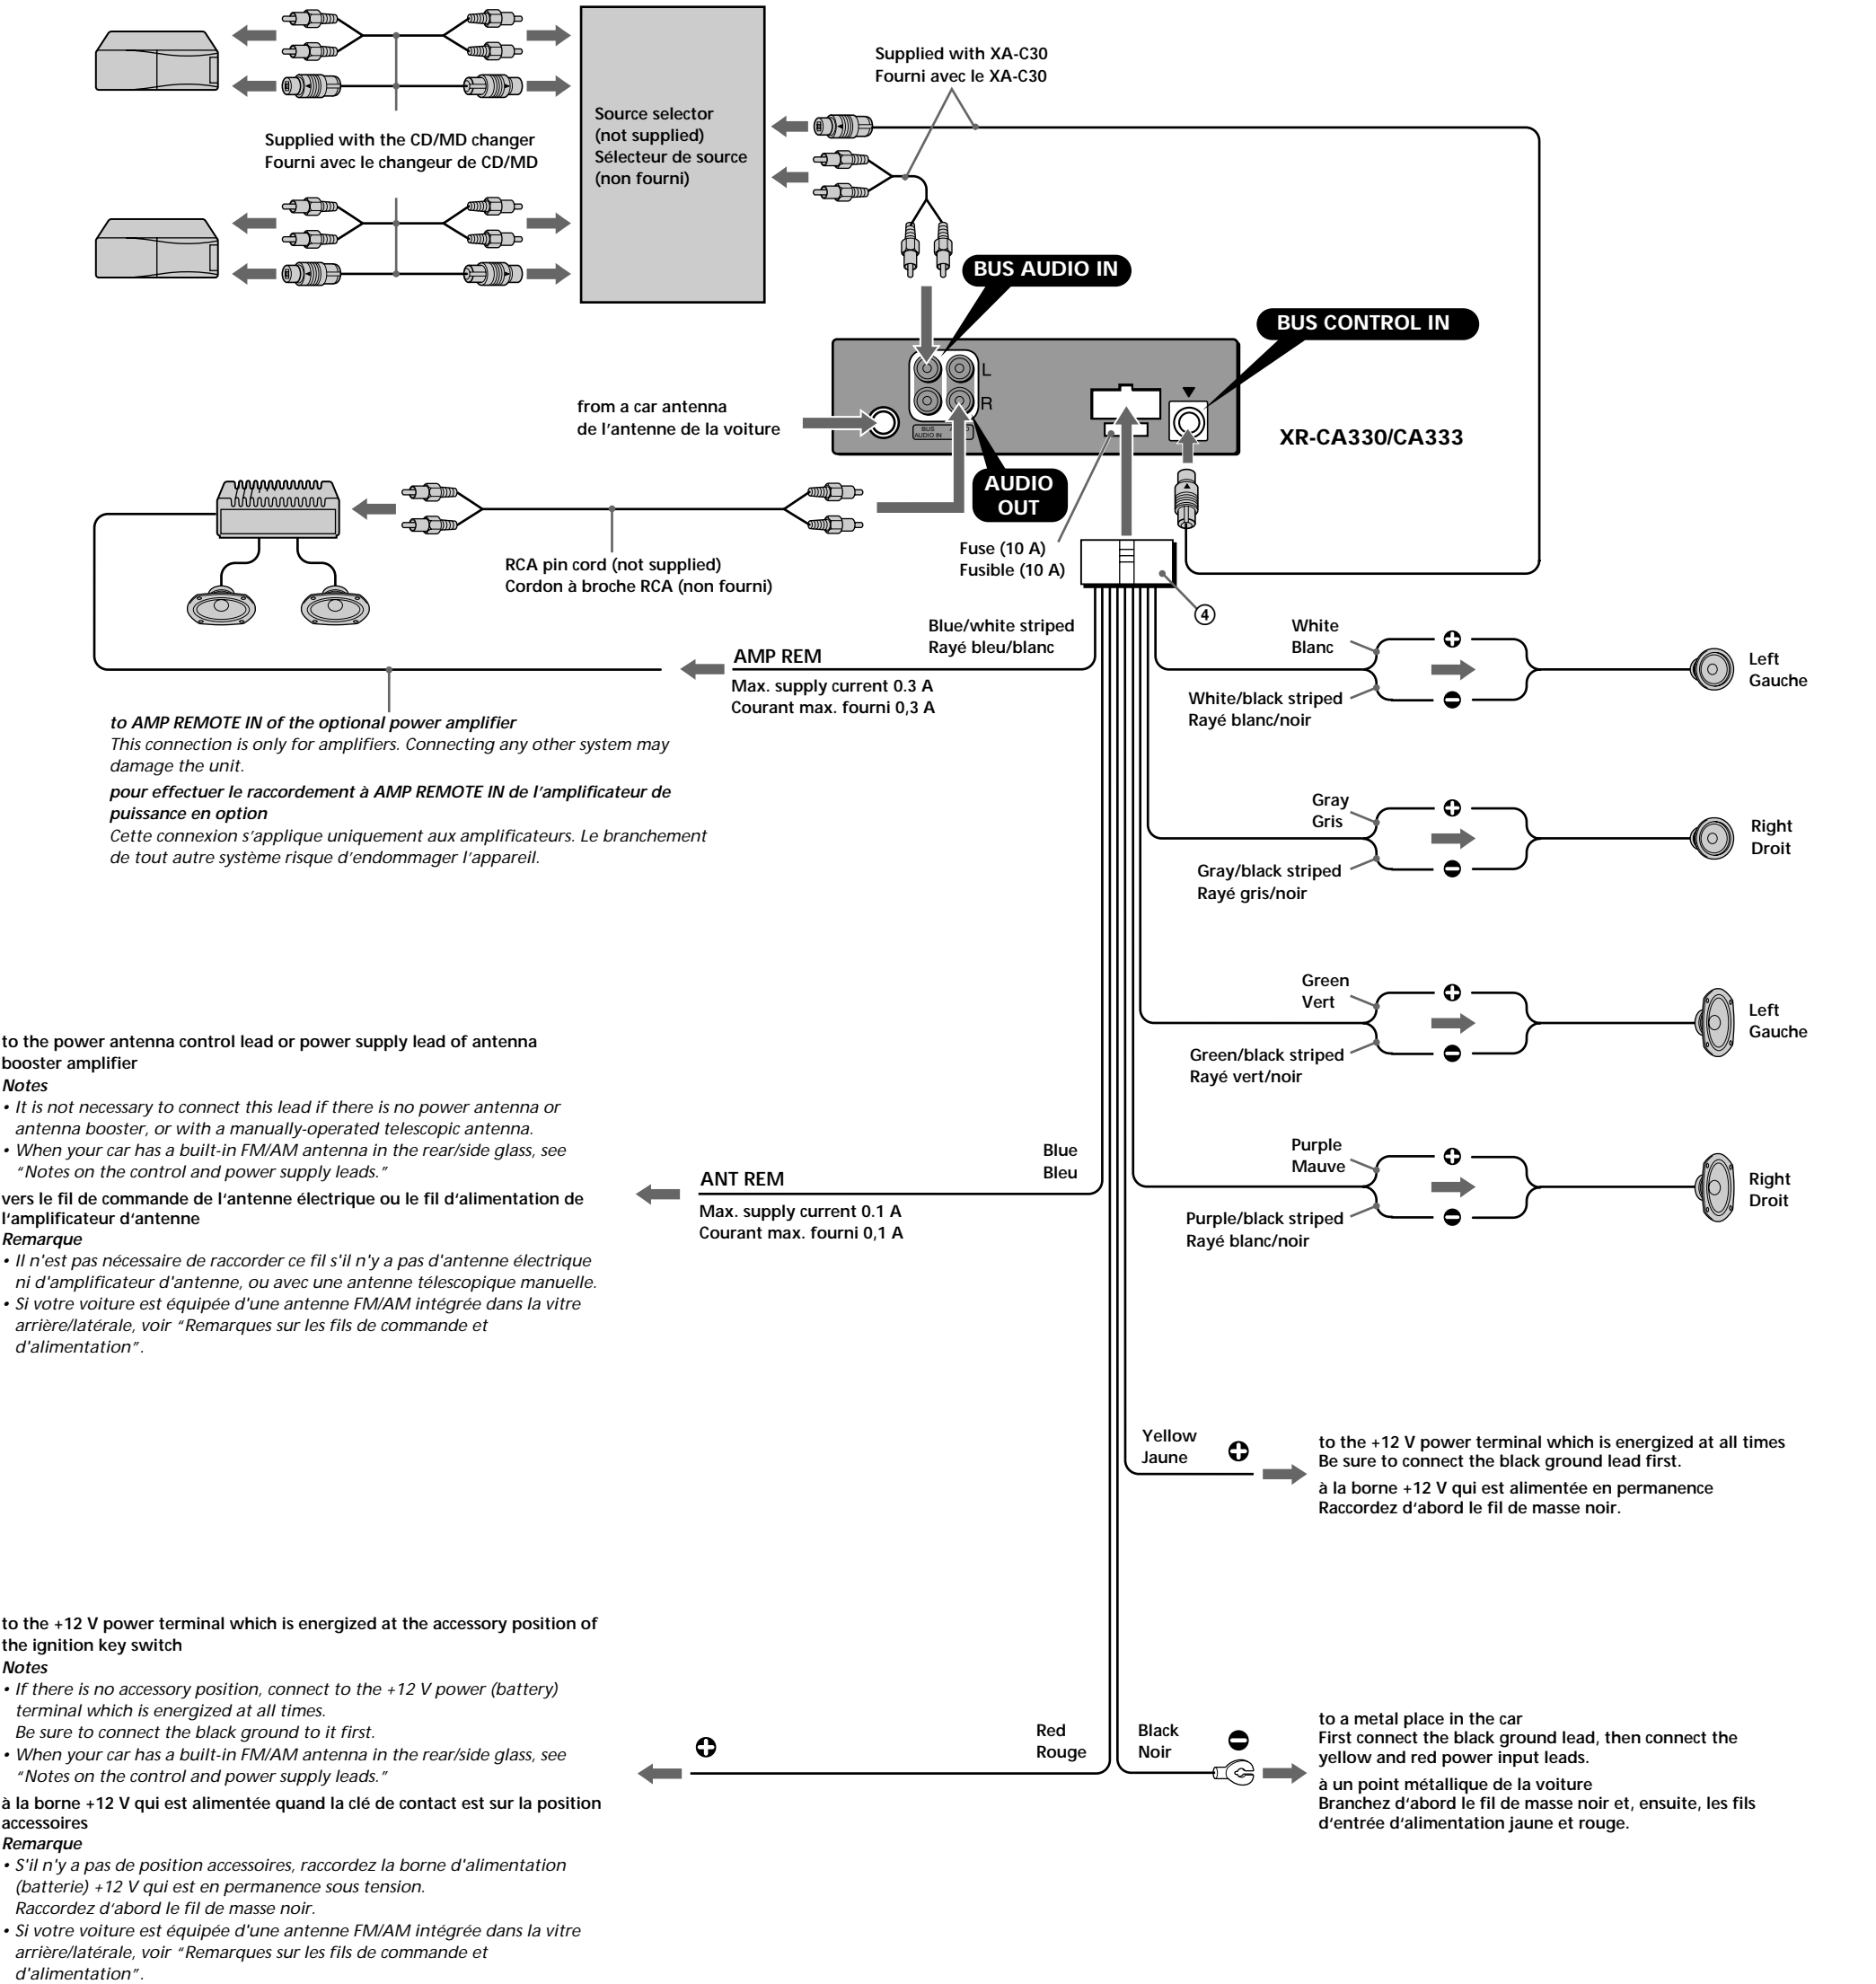 Supplied with XA-C30
Fourni avec le XA-C30
Source selector
(not supplied)
Sélecteur de source
(non fourni)
Supplied with the CD/MD changer
Fourni avec le changeur de CD/MD
BUS AUDIO IN
BUS CONTROL IN
L
R
BUS
AUDIO IN
from a car antenna
de l'antenne de la voiture
XR-CA330/CA333
AUDIO
OUT
Fuse (10 A)
Fusible (10 A)
RCA pin cord (not supplied)
Cordon à broche RCA (non fourni)
④
Blue/white striped
Rayé bleu/blanc
AMP REM
Max. supply current 0.3 A
Courant max. fourni 0,3 A
to AMP REMOTE IN of the optional power amplifier
This connection is only for amplifiers. Connecting any other system may
damage the unit.
pour effectuer le raccordement à AMP REMOTE IN de l'amplificateur de
puissance en option
Cette connexion s'applique uniquement aux amplificateurs. Le branchement
de tout autre système risque d'endommager l'appareil.
White
Blanc
White/black striped
Rayé blanc/noir
Left
Gauche
Gray
Gris
Gray/black striped
Rayé gris/noir
Right
Droit
Green
Vert
Green/black striped
Rayé vert/noir
Left
Gauche
Purple
Mauve
Purple/black striped
Rayé blanc/noir
Right
Droit
to the power antenna control lead or power supply lead of antenna
booster amplifier
Notes
• It is not necessary to connect this lead if there is no power antenna or
antenna booster, or with a manually-operated telescopic antenna.
• When your car has a built-in FM/AM antenna in the rear/side glass, see
“Notes on the control and power supply leads.”
vers le fil de commande de l'antenne électrique ou le fil d'alimentation de
l'amplificateur d'antenne
Remarque
• Il n'est pas nécessaire de raccorder ce fil s'il n'y a pas d'antenne électrique
ni d'amplificateur d'antenne, ou avec une antenne télescopique manuelle.
• Si votre voiture est équipée d'une antenne FM/AM intégrée dans la vitre
arrière/latérale, voir “Remarques sur les fils de commande et
d'alimentation”.
Blue
Bleu
ANT REM
Max. supply current 0.1 A
Courant max. fourni 0,1 A
Yellow
Jaune
to the +12 V power terminal which is energized at all times
Be sure to connect the black ground lead first.
à la borne +12 V qui est alimentée en permanence
Raccordez d'abord le fil de masse noir.
to the +12 V power terminal which is energized at the accessory position of
the ignition key switch
Notes
• If there is no accessory position, connect to the +12 V power (battery)
terminal which is energized at all times.
Be sure to connect the black ground to it first.
• When your car has a built-in FM/AM antenna in the rear/side glass, see
“Notes on the control and power supply leads.”
à la borne +12 V qui est alimentée quand la clé de contact est sur la position
accessoires
Remarque
• S'il n'y a pas de position accessoires, raccordez la borne d'alimentation
(batterie) +12 V qui est en permanence sous tension.
Raccordez d'abord le fil de masse noir.
• Si votre voiture est équipée d'une antenne FM/AM intégrée dans la vitre
arrière/latérale, voir “Remarques sur les fils de commande et
d'alimentation”.
Red
Rouge
Black
Noir
to a metal place in the car
First connect the black ground lead, then connect the
yellow and red power input leads.
à un point métallique de la voiture
Branchez d'abord le fil de masse noir et, ensuite, les fils
d'entrée d'alimentation jaune et rouge.